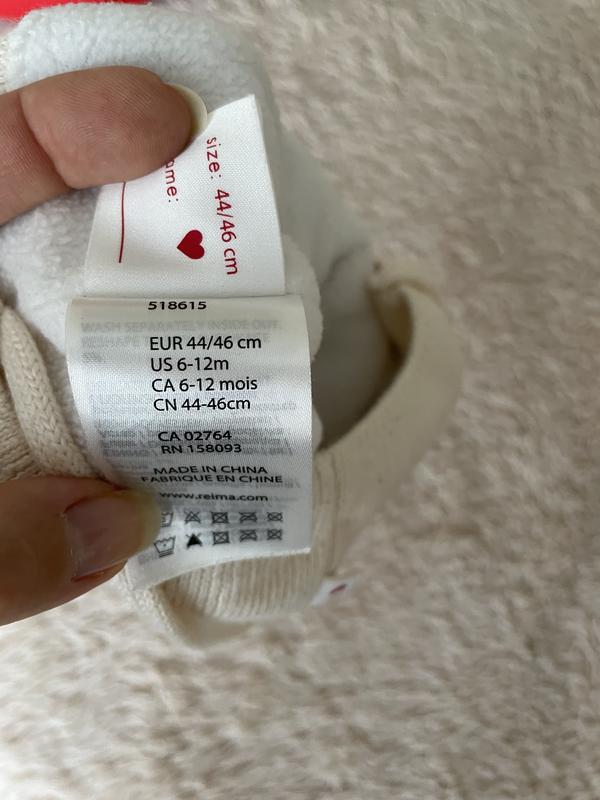 size: 44/46 cm
ame:
518615
WASH SEPARATELY INSIDE OUT.
RESHAPE
EUR 44/46 cm
US 6-12m
CA 6-12 mois
CN 44-46cm
CA 02764
RN 158093
MADE IN CHINA
FABRIQUE EN CHINE
www.reima.com